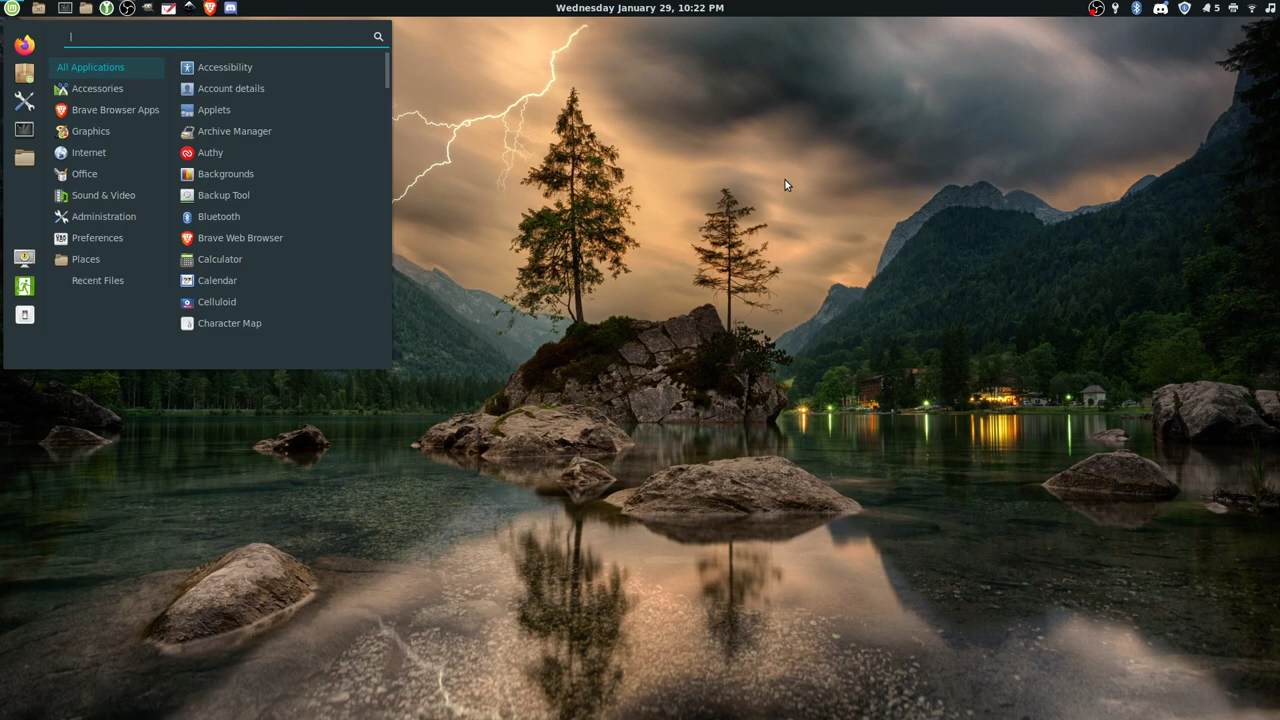 Wednesday January 29, 10:22 PM
5
All Applications
Accessories
Brave Browser Apps
Graphics
Internet
Office
Sound & Video
Administration
Preferences
Places
Recent Files
Accessibility
Account details
Applets
Archive Manager
Authy
Backgrounds
Backup Tool
Bluetooth
Brave Web Browser
Calculator
Calendar
Celluloid
Character Map